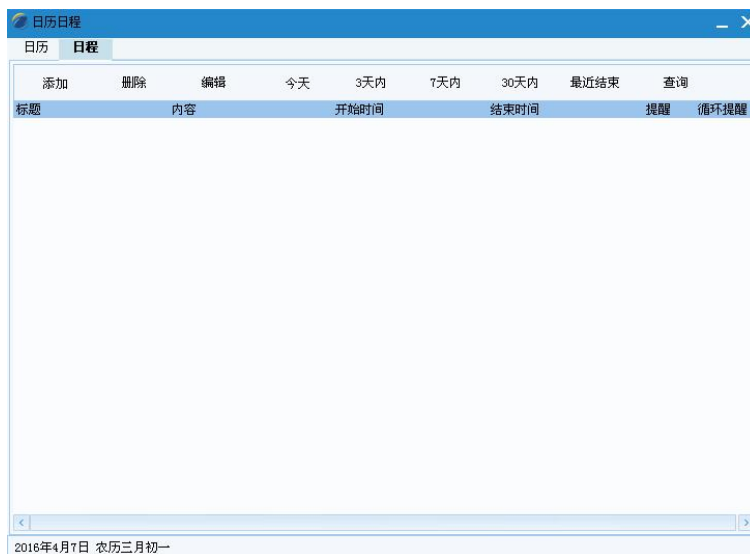 日历日程
日历 日程
添加 删除 编辑 今天 3天内 7天内 30天内 最近结束 查询
标题 内容 开始时间 结束时间 提醒 循环提醒
2016年4月7日 农历三月初一